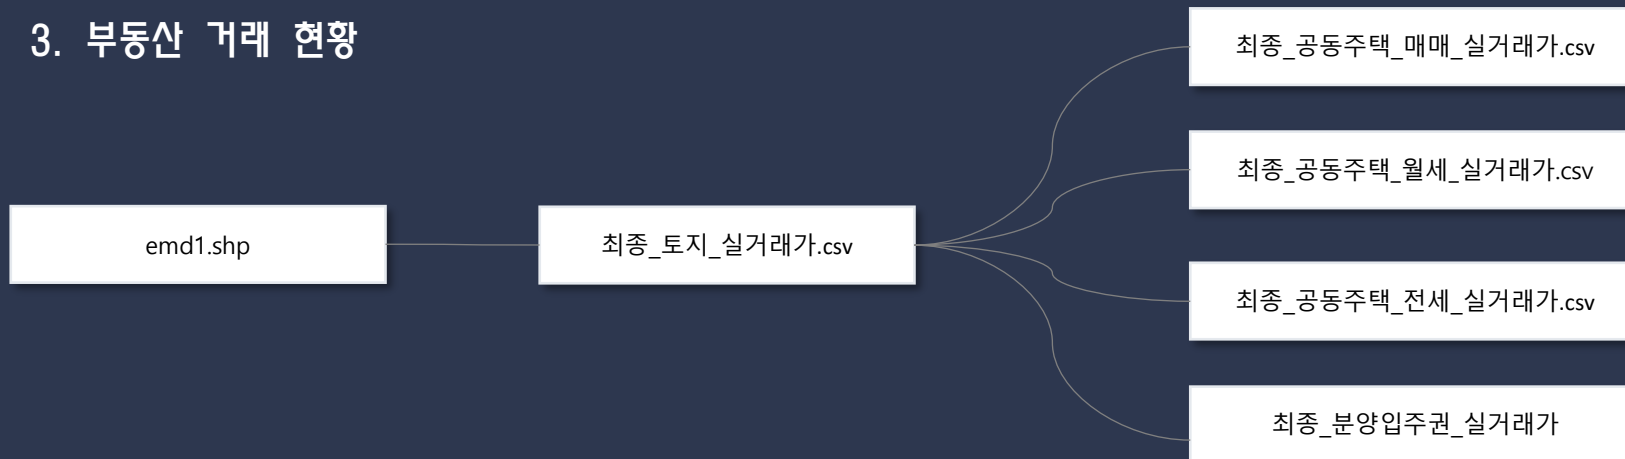 3. 부동산 거래 현황
emd1.shp
최종_토지_실거래가.csv
최종_공동주택_매매_실거래가.csv
최종_공동주택_월세_실거래가.csv
최종_공동주택_전세_실거래가.csv
최종_분양입주권_실거래가